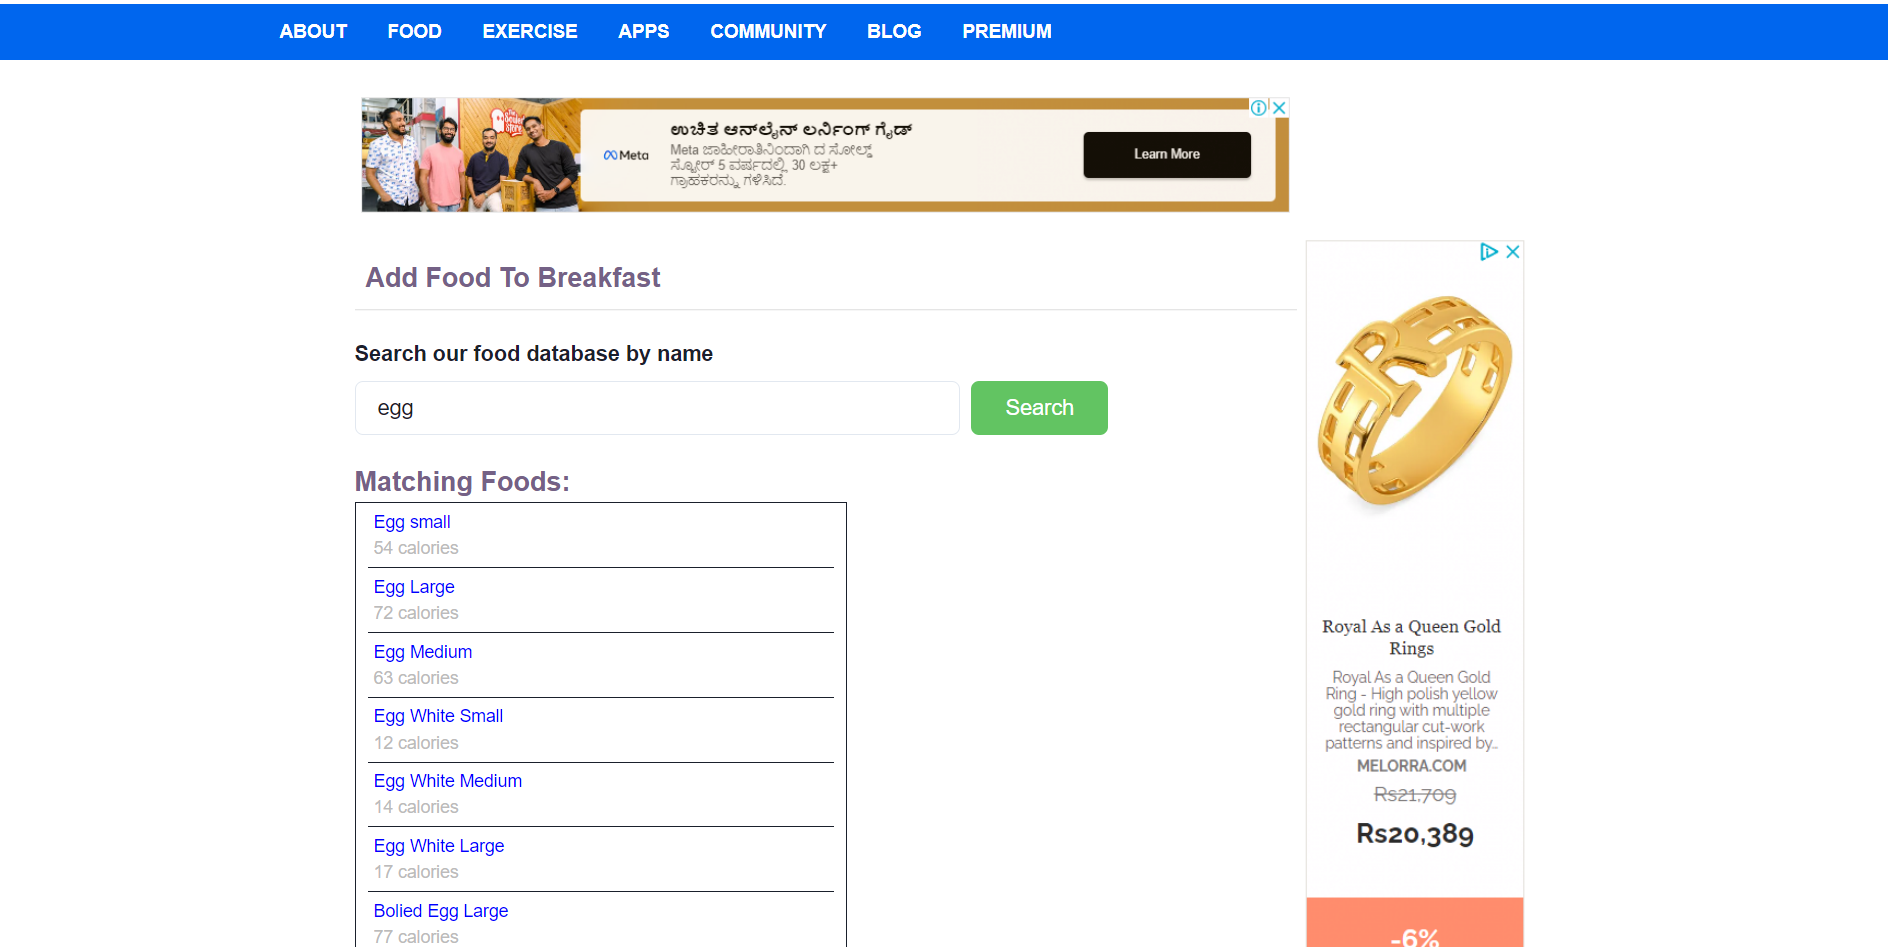 ABOUT FOOD EXERCISE APPS COMMUNITY BLOG PREMIUM
The Souled Store
Meta
ಉಚಿತ ಆನ್‌ಲೈನ್ ಲರ್ನಿಂಗ್ ಗೈಡ್
Meta ಜಾಹೀರಾತಿನಿಂದಾಗಿ ದ ಸೋಲ್ಡ್
ಸ್ಟೋರ್ 5 ವರ್ಷದಲ್ಲಿ 30 ಲಕ್ಷ+
ಗ್ರಾಹಕರನ್ನು ಗಳಿಸಿದೆ.
Learn More
Add Food To Breakfast
Search our food database by name
egg
Search
Matching Foods:
Egg small
54 calories
Egg Large
72 calories
Egg Medium
63 calories
Egg White Small
12 calories
Egg White Medium
14 calories
Egg White Large
17 calories
Bolied Egg Large
77 calories
Royal As a Queen Gold
Rings
Royal As a Queen Gold
Ring - High polish yellow
gold ring with multiple
rectangular cut-work
patterns and inspired by...
MELORRA.COM
Rs21,709
Rs20,389
-6%